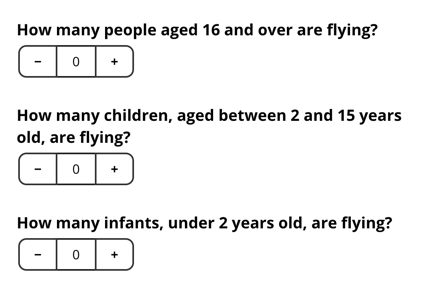 How many people aged 16 and over are flying?
- 0 +
How many children, aged between 2 and 15 years
old, are flying?
- 0 +
How many infants, under 2 years old, are flying?
- 0 +